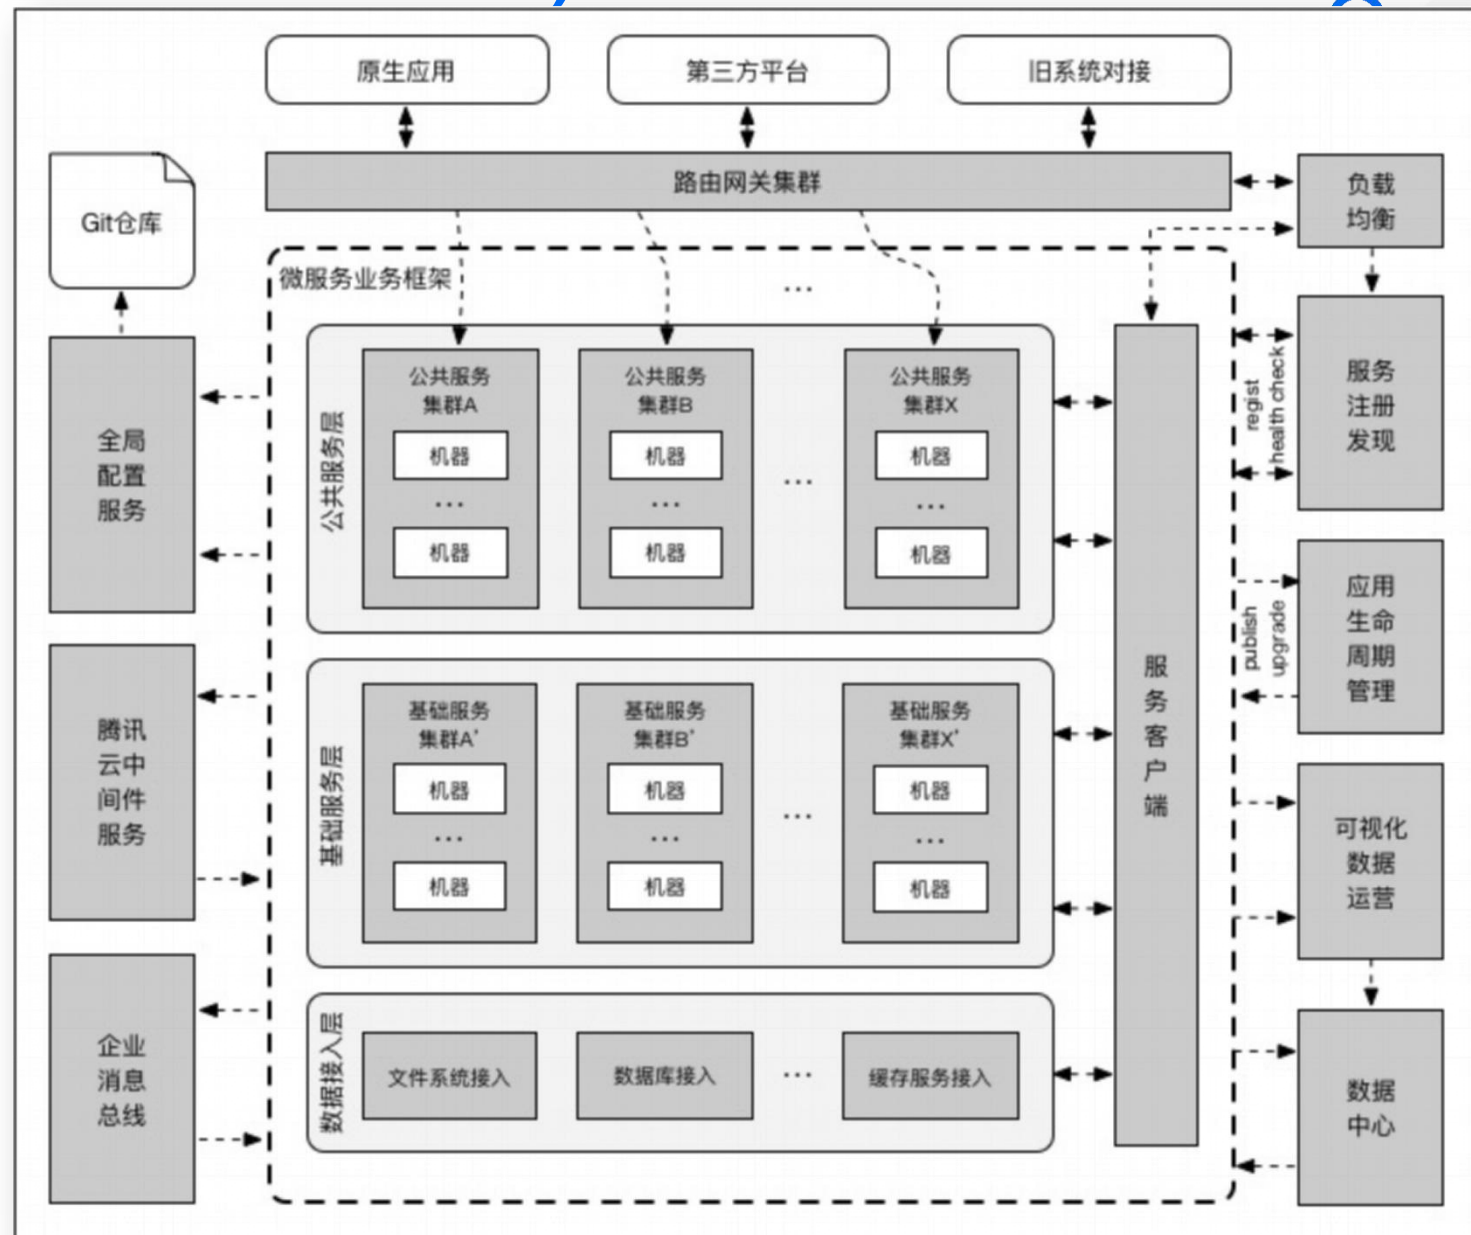 原生应用
第三方平台
旧系统对接
路由网关集群
负载
均衡
Git仓库
微服务业务框架
...
全局
配置
服务
公共服务层
公共服务
集群A
机器
...
机器
公共服务
集群B
机器
...
机器
...
公共服务
集群X
机器
...
机器
regist
health check
服务
注册
发现
publish
upgrade
应用
生命
周期
管理
腾讯
云中
间件
服务
基础服务层
基础服务
集群A'
机器
...
机器
基础服务
集群B'
机器
...
机器
...
基础服务
集群X'
机器
...
机器
服
务
客
户
端
可视化
数据
运营
企业
消息
总线
数据接入层
文件系统接入
数据库接入
...
缓存服务接入
数据
中心